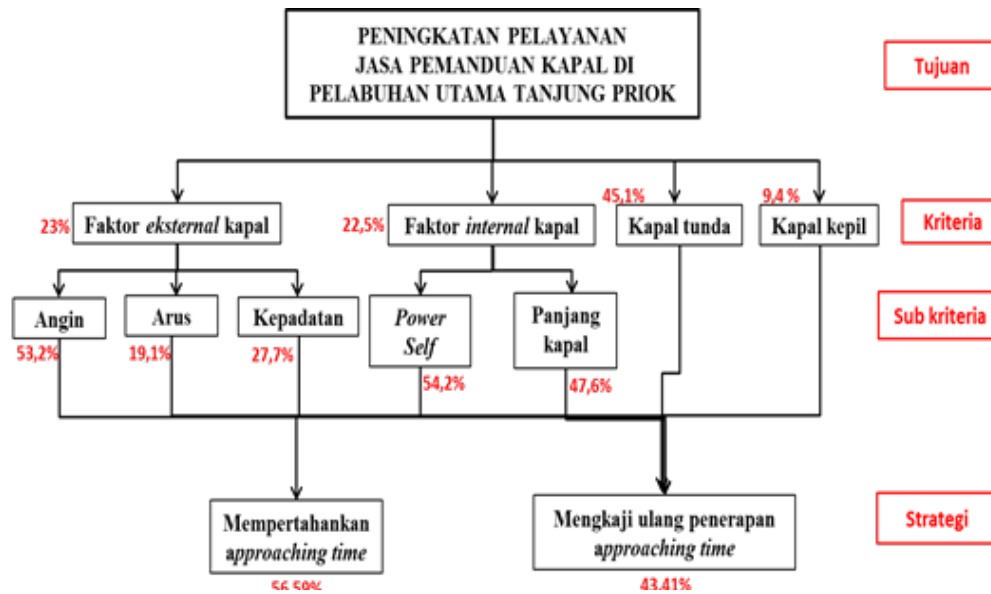 PENINGKATAN PELAYANAN
JASA PEMANDUAN KAPAL DI
PELABUHAN UTAMA TANJUNG PRIOK
Tujuan
23%
Faktor eksternal kapal
22,5%
Faktor internal kapal
45,1%
Kapal tunda
9,4 %
Kapal kepil
Kriteria
Angin
53,2%
Arus
19,1%
Kepadatan
27,7%
Power
Self
54,2%
Panjang
kapal
47,6%
Sub kriteria
Mempertahankan
approaching time
56,59%
Mengkaji ulang penerapan
approaching time
43,41%
Strategi